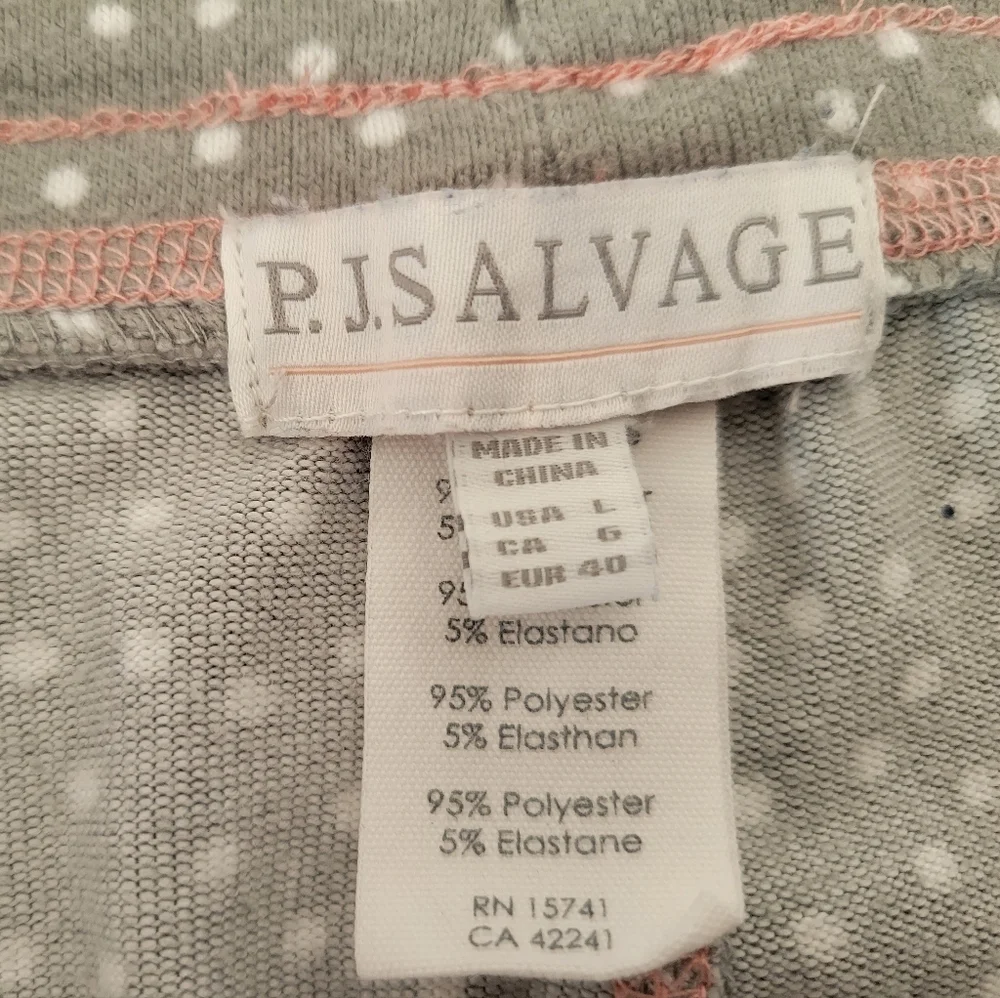 P.J.SALVAGE
MADE IN
CHINA
USA L
CA G
EUR 40
5% Elastano
95% Polyester
5% Elasthan
95% Polyester
5% Elastane
RN 15741
CA 42241